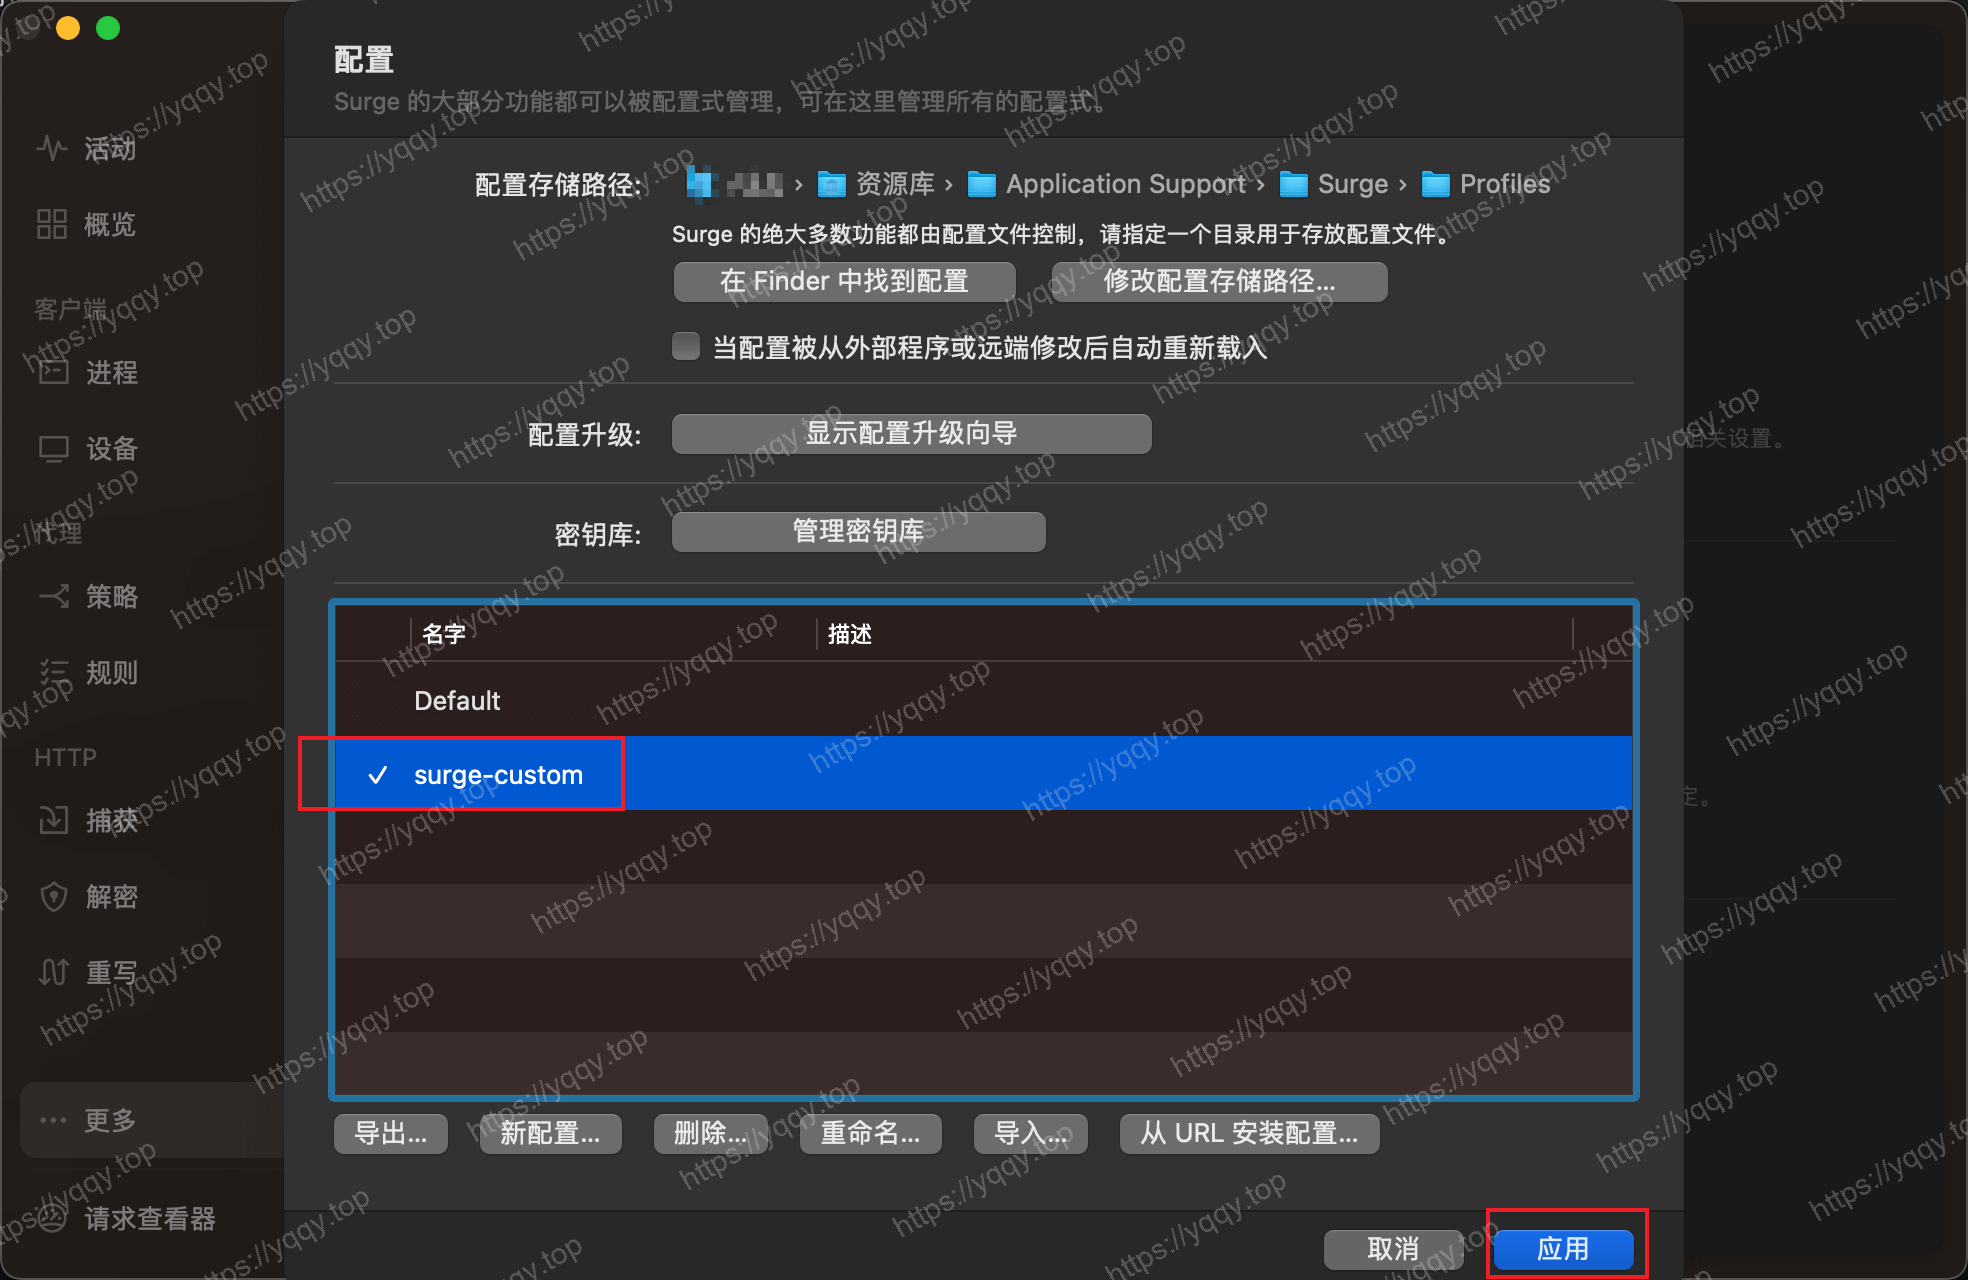 配置
Surge 的大部分功能都可以被配置式管理，可在这里管理所有的配置式。
活动
概览
客户端
进程
设备
代理
策略
规则
HTTP
捕获
解密
重写
更多
请求查看器
配置存储路径:
资源库 › Application Support › Surge › Profiles
Surge 的绝大多数功能都由配置文件控制，请指定一个目录用于存放配置文件。
在 Finder 中找到配置
修改配置存储路径...
当配置被从外部程序或远端修改后自动重新载入
配置升级:
显示配置升级向导
密钥库:
管理密钥库
名字
描述
Default
✓ surge-custom
导出...
新配置...
删除...
重命名...
导入...
从 URL 安装配置...
取消
应用
相关设置。
定。
https://yqqy.top